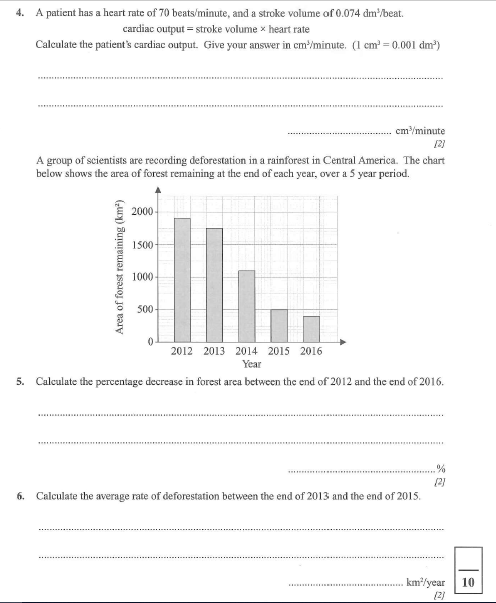 4. A patient has a heart rate of 70 beats/minute, and a stroke volume of 0.074 dm³/beat.
cardiac output = stroke volume × heart rate
Calculate the patient's cardiac output. Give your answer in cm³/minute. (1 cm³ = 0.001 dm³)
cm³/minute
[2]
A group of scientists are recording deforestation in a rainforest in Central America. The chart
below shows the area of forest remaining at the end of each year, over a 5 year period.
Area of forest remaining (km²)
2000
1500
1000
500
0
2012 2013 2014 2015 2016
Year
5. Calculate the percentage decrease in forest area between the end of 2012 and the end of 2016.
%
[2]
6. Calculate the average rate of deforestation between the end of 2013 and the end of 2015.
km²/year
[2]
10